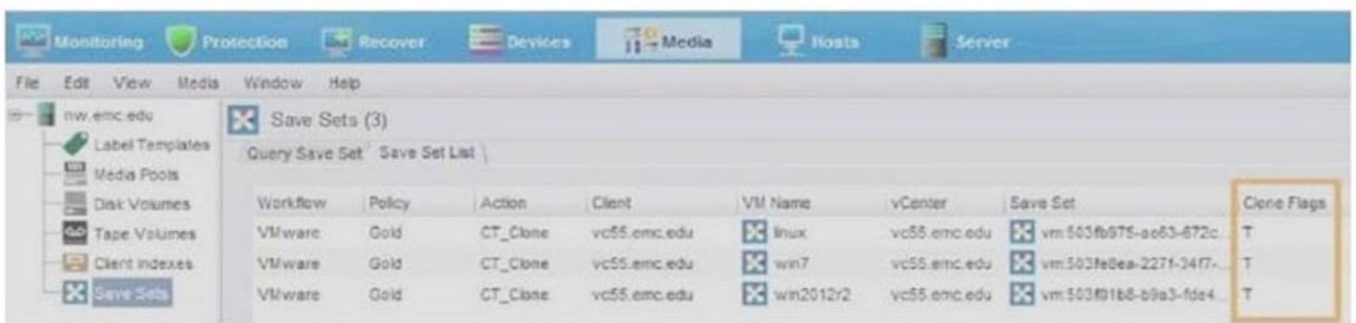 Monitoring Protection Recover Devices Media Hosts Server
File Edit View Media Window Help
nw.emc.edu
Save Sets (3)
Label Templates
Query Save Set Save Set List
Media Pools
Disk Volumes
Workflow Policy Action Client VM Name vCenter Save Set Clone Flags
Tape Volumes
VMware Gold CT_Clone vc55.emc.edu linux vc55.emc.edu vm:503fb975-ae63-672c... T
Client Indexes
VMware Gold CT_Clone vc55.emc.edu win7 vc55.emc.edu vm:503fe8ea-227f-34f7-... T
Save Sets
VMware Gold CT_Clone vc55.emc.edu win2012r2 vc55.emc.edu vm:503f81b8-b9a3-fde4... T